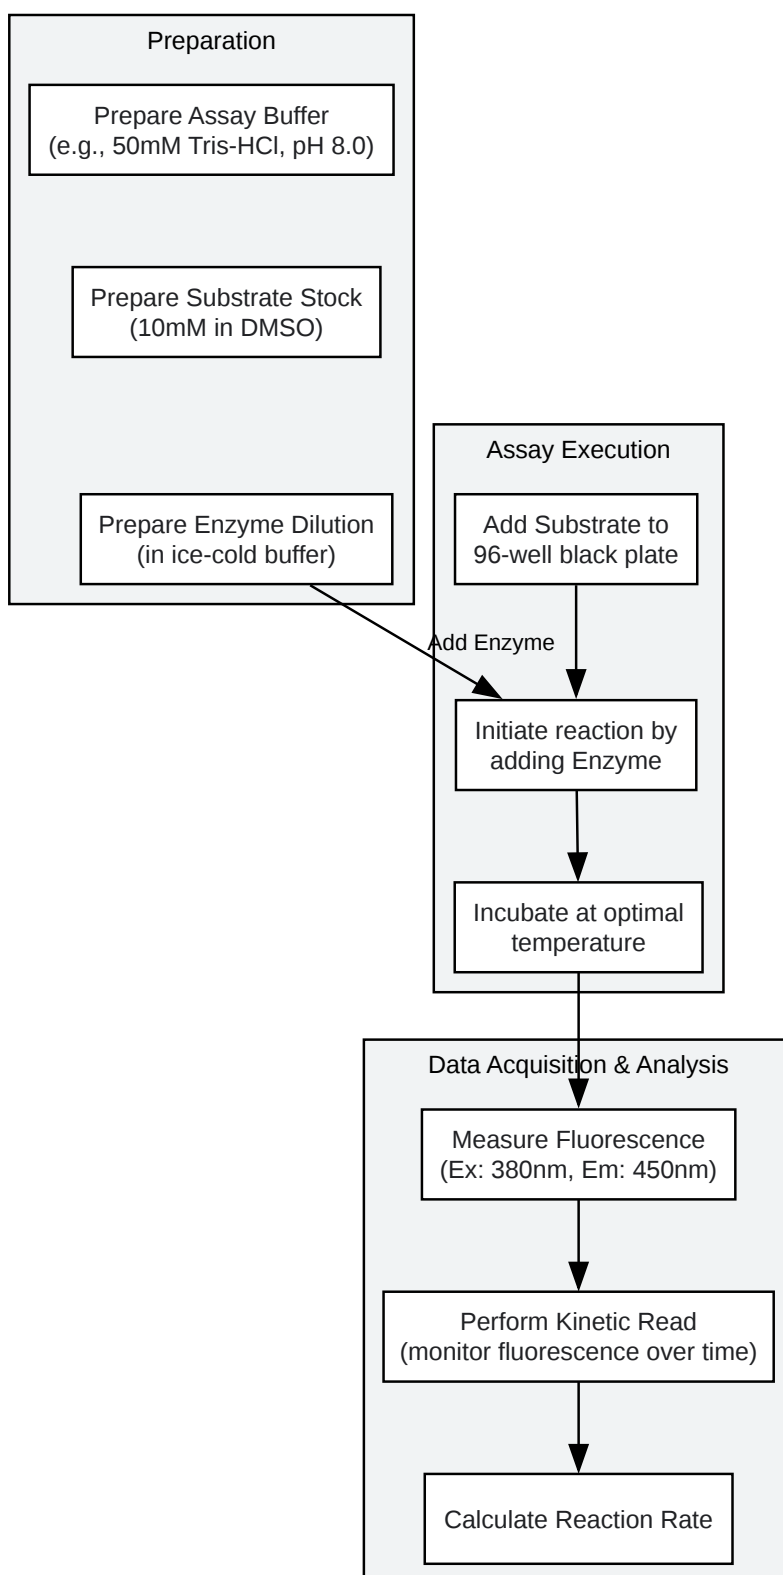 Preparation
Prepare Assay Buffer
(e.g., 50mM Tris-HCl, pH 8.0)
Prepare Substrate Stock
(10mM in DMSO)
Prepare Enzyme Dilution
(in ice-cold buffer)
Assay Execution
Add Substrate to
96-well black plate
Add Enzyme
Initiate reaction by
adding Enzyme
Incubate at optimal
temperature
Data Acquisition & Analysis
Measure Fluorescence
(Ex: 380nm, Em: 450nm)
Perform Kinetic Read
(monitor fluorescence over time)
Calculate Reaction Rate